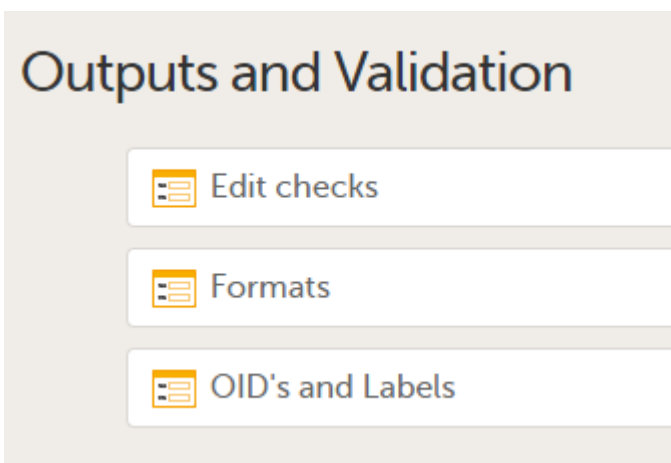 Outputs and Validation
Edit checks
Formats
OID's and Labels